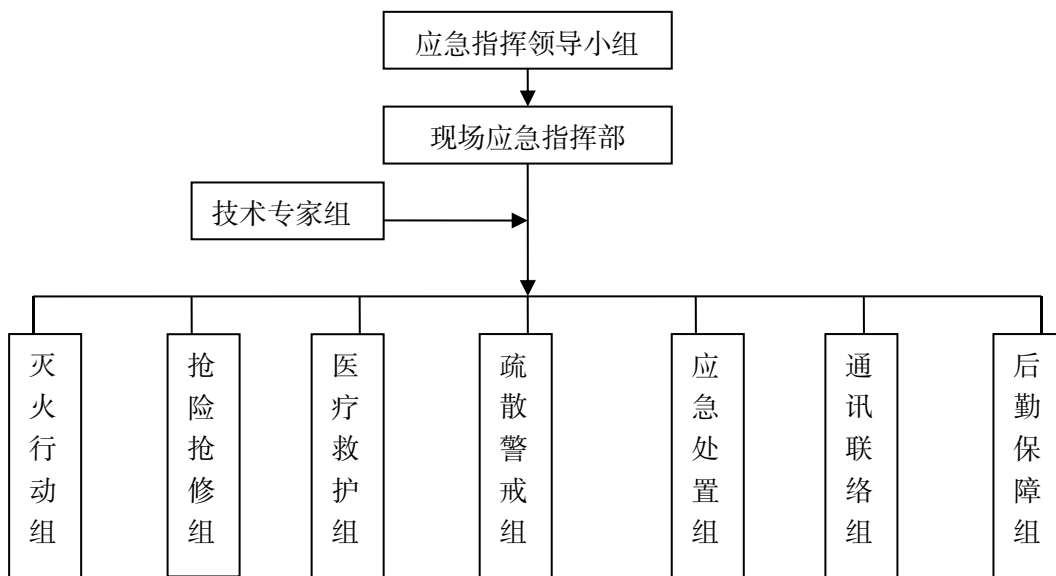 应急指挥领导小组
现场应急指挥部
技术专家组
灭火行动组
抢险抢修组
医疗救护组
疏散警戒组
应急处置组
通讯联络组
后勤保障组